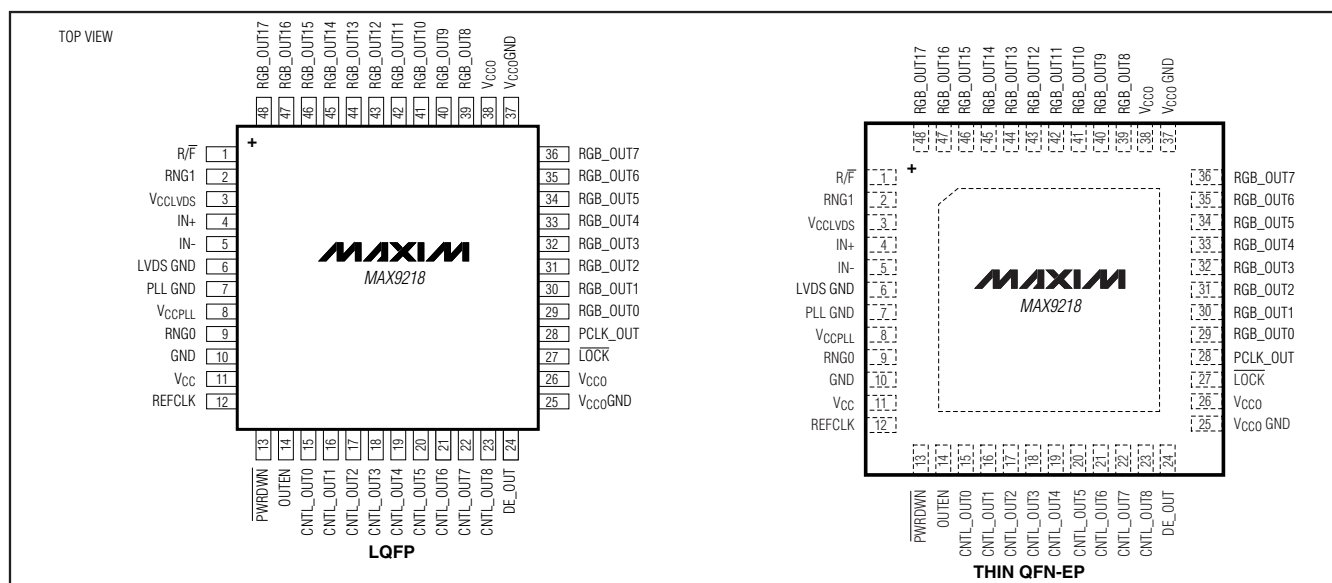 TOP VIEW
RGB_OUT17
RGB_OUT16
RGB_OUT15
RGB_OUT14
RGB_OUT13
RGB_OUT12
RGB_OUT11
RGB_OUT10
RGB_OUT9
RGB_OUT8
VCCO
VCCOGND
48 47 46 45 44 43 42 41 40 39 38 37
+
R/F̅ 1
RNG1 2
VCCLVDS 3
IN+ 4
IN- 5
LVDS GND 6
PLL GND 7
VCCPLL 8
RNG0 9
GND 10
VCC 11
REFCLK 12
MAXIM
MAX9218
36 RGB_OUT7
35 RGB_OUT6
34 RGB_OUT5
33 RGB_OUT4
32 RGB_OUT3
31 RGB_OUT2
30 RGB_OUT1
29 RGB_OUT0
28 PCLK_OUT
27 L̅O̅C̅K̅
26 VCCO
25 VCCOGND
13 14 15 16 17 18 19 20 21 22 23 24
P̅W̅R̅D̅W̅N̅
OUTEN
CNTL_OUT0
CNTL_OUT1
CNTL_OUT2
CNTL_OUT3
CNTL_OUT4
CNTL_OUT5
CNTL_OUT6
CNTL_OUT7
CNTL_OUT8
DE_OUT
LQFP
RGB_OUT17
RGB_OUT16
RGB_OUT15
RGB_OUT14
RGB_OUT13
RGB_OUT12
RGB_OUT11
RGB_OUT10
RGB_OUT9
RGB_OUT8
VCCO
VCCO GND
48 47 46 45 44 43 42 41 40 39 38 37
+
R/F̅ 1
RNG1 2
VCCLVDS 3
IN+ 4
IN- 5
LVDS GND 6
PLL GND 7
VCCPLL 8
RNG0 9
GND 10
VCC 11
REFCLK 12
MAXIM
MAX9218
36 RGB_OUT7
35 RGB_OUT6
34 RGB_OUT5
33 RGB_OUT4
32 RGB_OUT3
31 RGB_OUT2
30 RGB_OUT1
29 RGB_OUT0
28 PCLK_OUT
27 L̅O̅C̅K̅
26 VCCO
25 VCCO GND
13 14 15 16 17 18 19 20 21 22 23 24
P̅W̅R̅D̅W̅N̅
OUTEN
CNTL_OUT0
CNTL_OUT1
CNTL_OUT2
CNTL_OUT3
CNTL_OUT4
CNTL_OUT5
CNTL_OUT6
CNTL_OUT7
CNTL_OUT8
DE_OUT
THIN QFN-EP